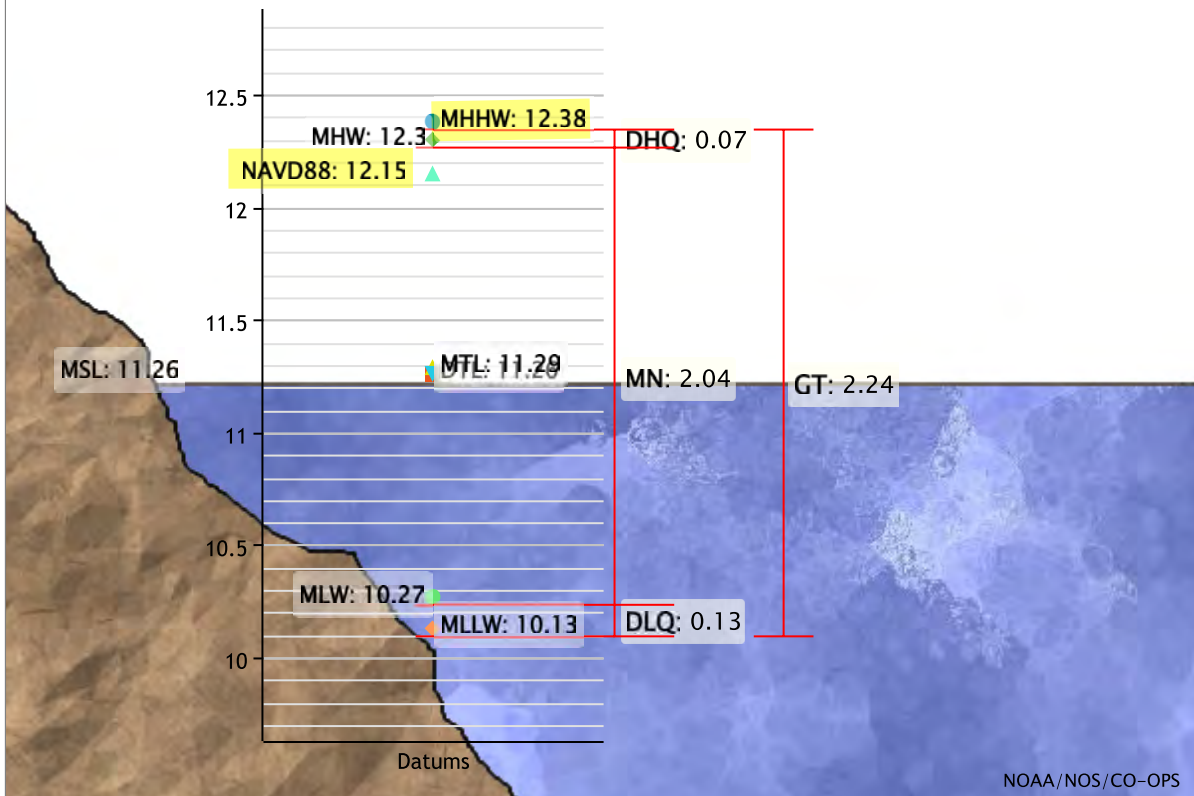 12.5
MHHW: 12.38
MHW: 12.3
DHQ: 0.07
NAVD88: 12.15
12
11.5
MSL: 11.26
MTL: 11.29
MN: 2.04
GT: 2.24
11
10.5
MLW: 10.27
MLLW: 10.13
DLQ: 0.13
10
Datums
NOAA/NOS/CO-OPS